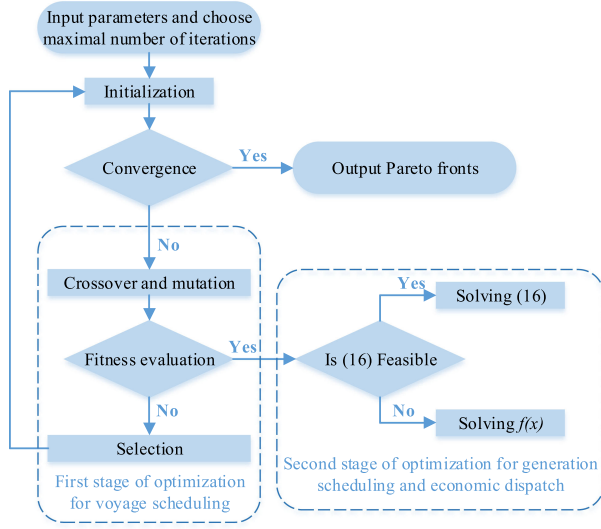 Input parameters and choose
maximal number of iterations
Initialization
Convergence
Yes
Output Pareto fronts
No
Crossover and mutation
Fitness evaluation
Yes
No
Selection
First stage of optimization
for voyage scheduling
Yes
Solving (16)
Is (16) Feasible
No
Solving f(x)
Second stage of optimization for generation
scheduling and economic dispatch